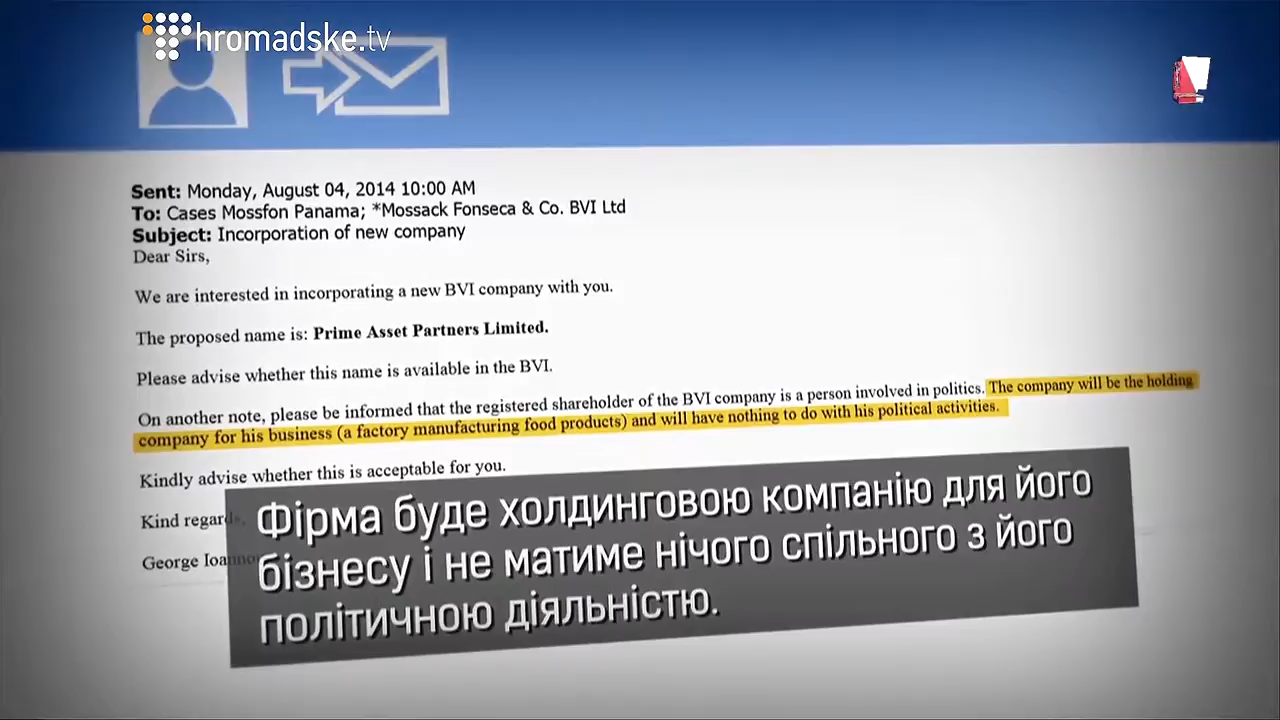 hromadske.tv
Sent: Monday, August 04, 2014 10:00 AM
To: Cases Mossfon Panama; *Mossack Fonseca & Co. BVI Ltd
Subject: Incorporation of new company
Dear Sirs,
We are interested in incorporating a new BVI company with you.
The proposed name is: Prime Asset Partners Limited.
Please advise whether this name is available in the BVI.
On another note, please be informed that the registered shareholder of the BVI company is a person involved in politics. The company will be the holding
company for his business (a factory manufacturing food products) and will have nothing to do with his political activities.
Kindly advise whether this is acceptable for you.
Kind regards,
George
Фірма буде холдинговою компанію для його
бізнесу і не матиме нічого спільного з його
політичною діяльністю.